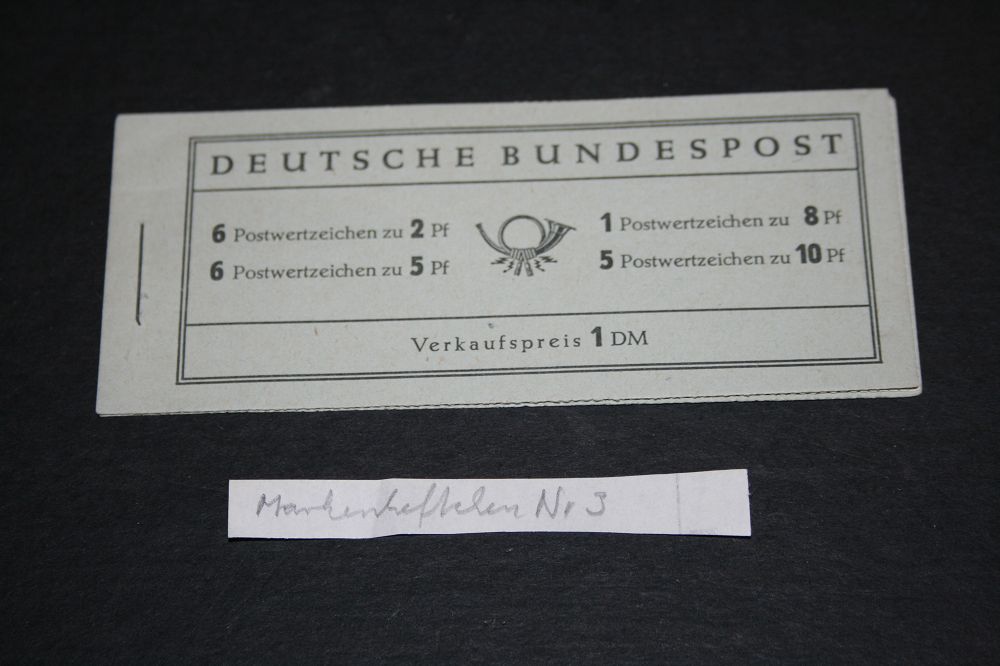 DEUTSCHE BUNDESPOST
6 Postwertzeichen zu 2 Pf
6 Postwertzeichen zu 5 Pf
1 Postwertzeichen zu 8 Pf
5 Postwertzeichen zu 10 Pf
Verkaufspreis 1 DM
Markenheftchen Nr 3